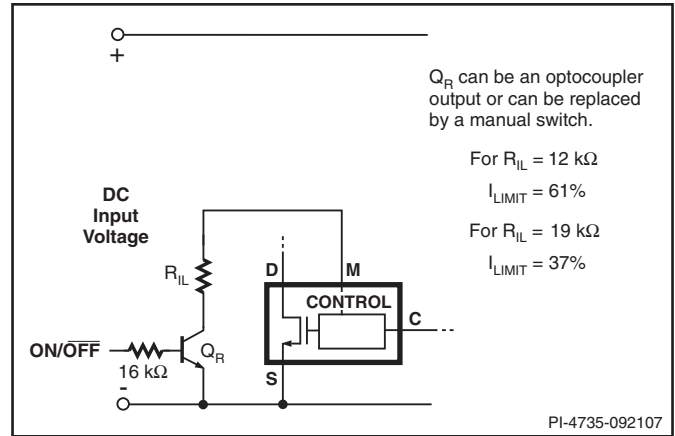 +
Q_R can be an optocoupler
output or can be replaced
by a manual switch.
For R_IL = 12 kΩ
I_LIMIT = 61%
For R_IL = 19 kΩ
I_LIMIT = 37%
DC
Input
Voltage
R_IL
D
M
CONTROL
C
ON/O̅F̅F̅
16 kΩ
Q_R
S
-
PI-4735-092107